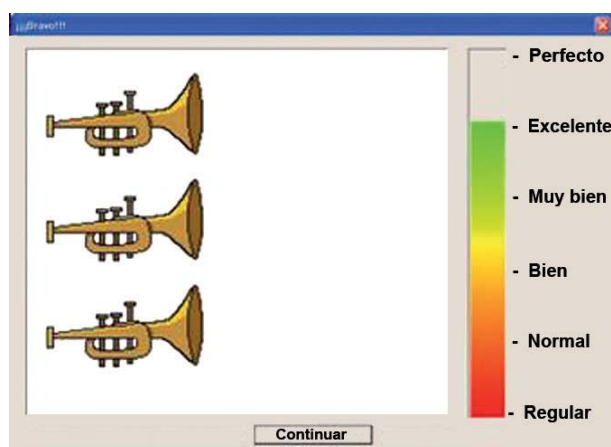 ¡¡¡Bravo!!!
- Perfecto
- Excelente
- Muy bien
- Bien
- Normal
- Regular
Continuar